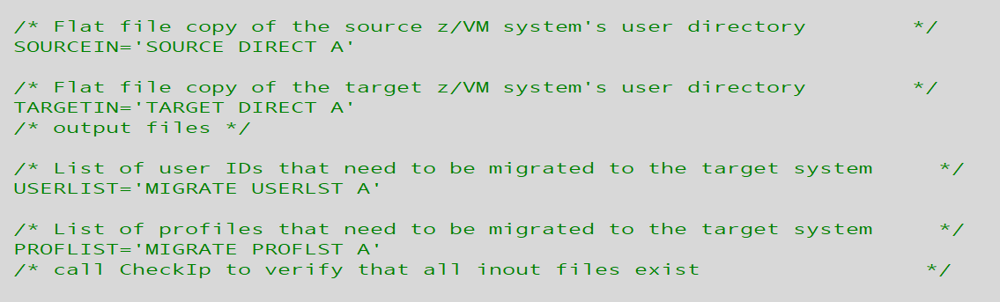 /* Flat file copy of the source z/VM system's user directory */
SOURCEIN='SOURCE DIRECT A'
/* Flat file copy of the target z/VM system's user directory */
TARGETIN='TARGET DIRECT A'
/* output files */
/* List of user IDs that need to be migrated to the target system */
USERLIST='MIGRATE USERLST A'
/* List of profiles that need to be migrated to the target system */
PROFLIST='MIGRATE PROFLST A'
/* call CheckIp to verify that all inout files exist */